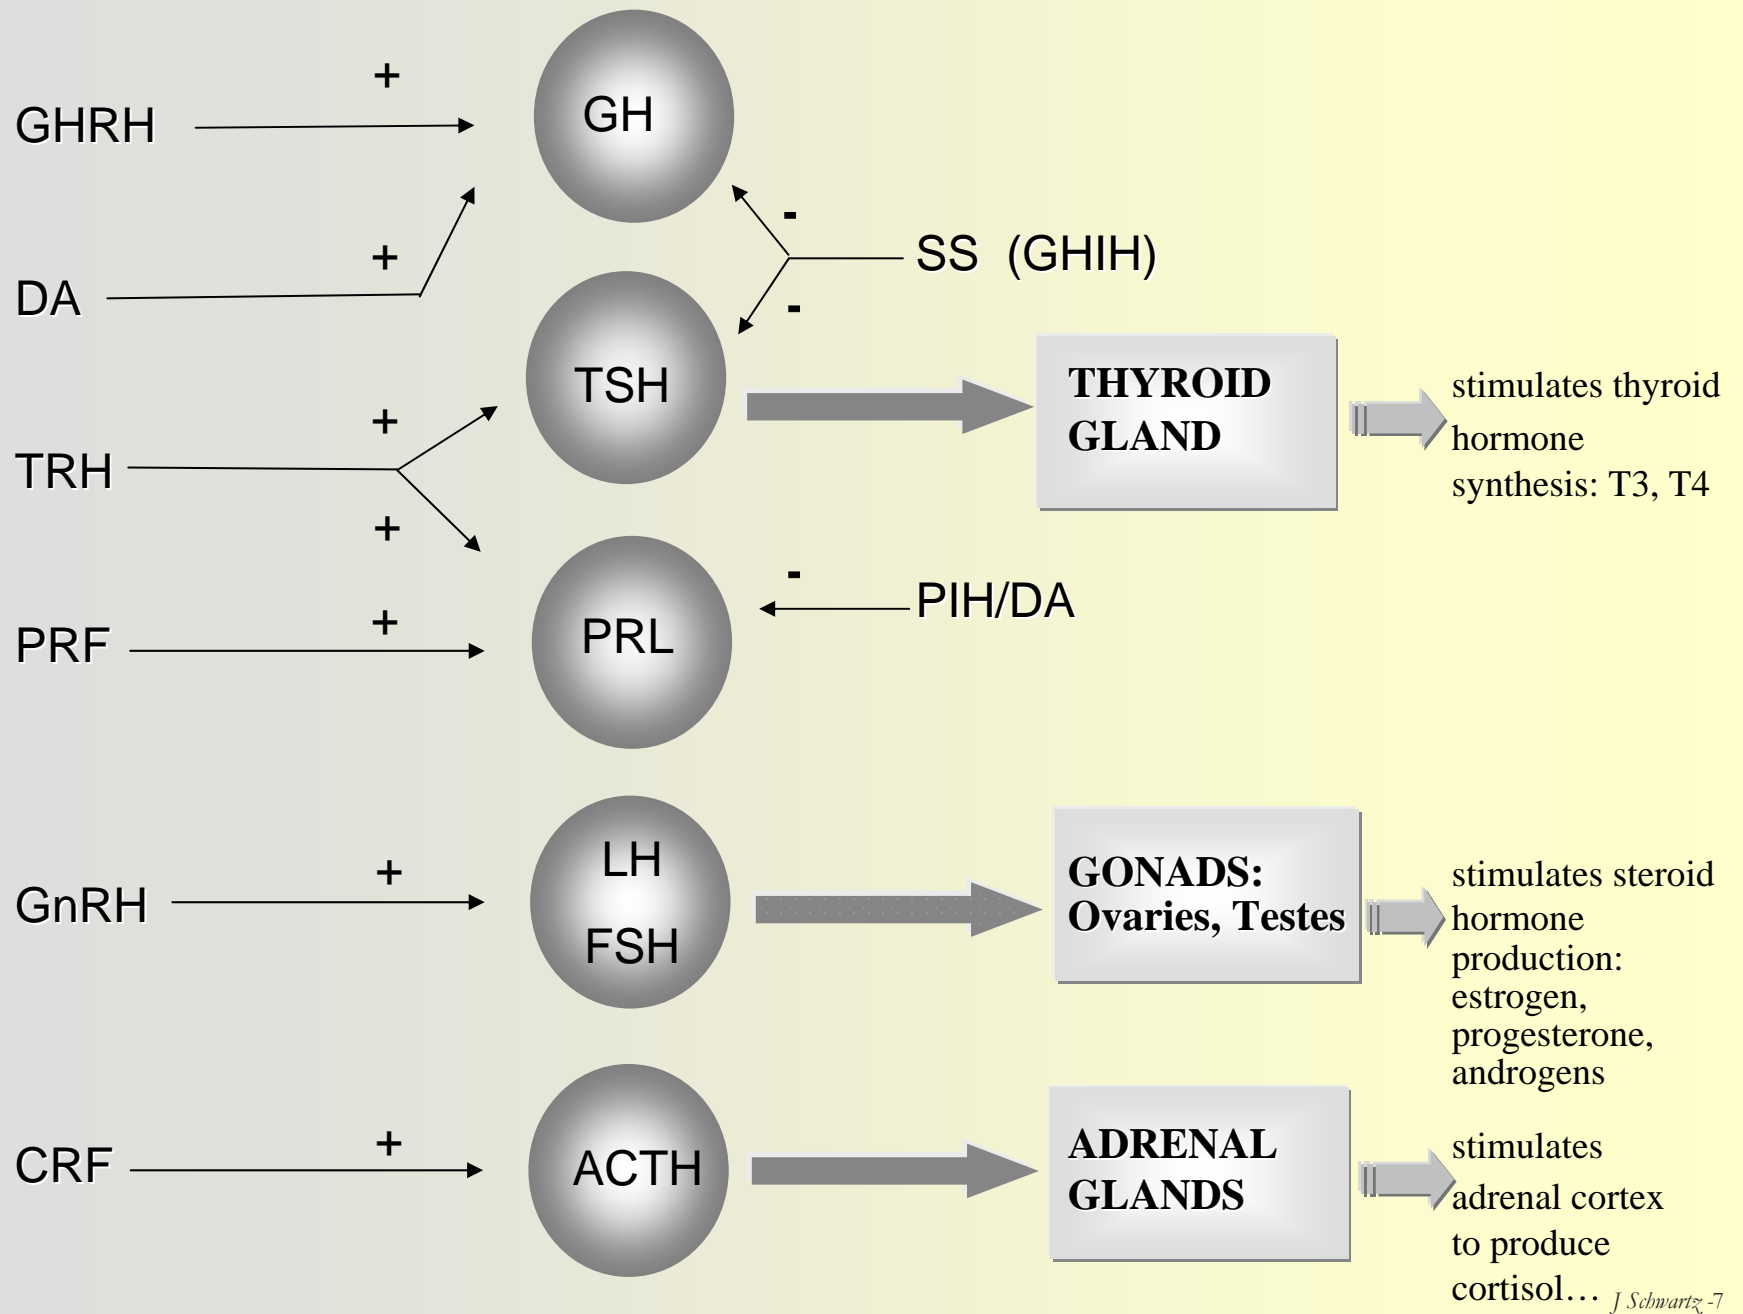 +
GHRH
GH
DA
+
-
SS (GHIH)
-
TSH
THYROID
GLAND
stimulates thyroid
hormone
synthesis: T3, T4
+
TRH
+
PRF
+
PRL
-
PIH/DA
GnRH
+
LH
FSH
GONADS:
Ovaries, Testes
stimulates steroid
hormone
production:
estrogen,
progesterone,
androgens
CRF
+
ACTH
ADRENAL
GLANDS
stimulates
adrenal cortex
to produce
cortisol…
J Schwartz -7